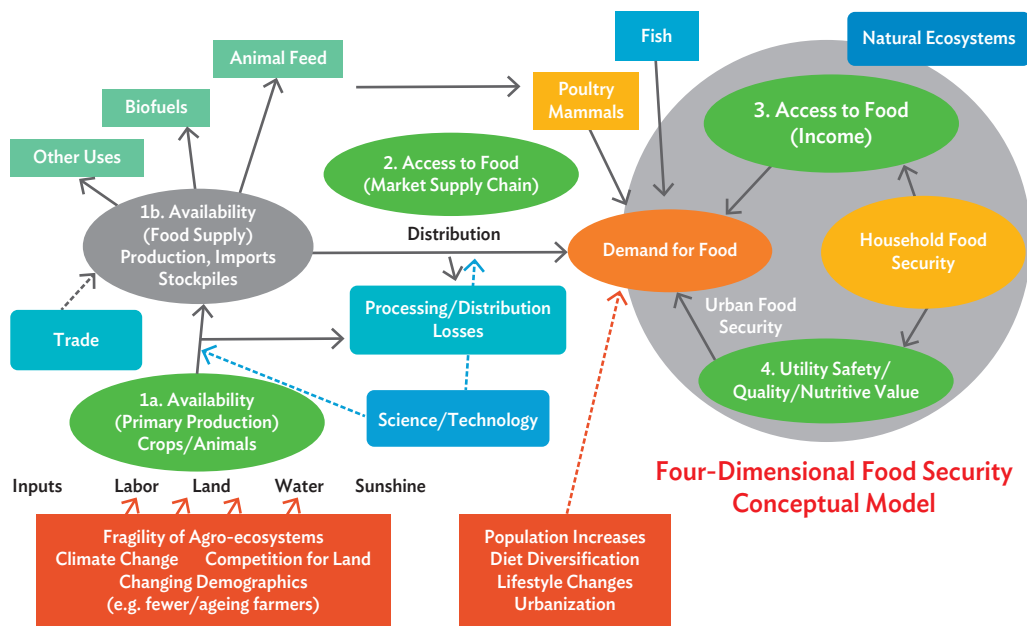 Animal Feed
Fish
Natural Ecosystems
Biofuels
Poultry
Mammals
3. Access to Food
(Income)
Other Uses
2. Access to Food
(Market Supply Chain)
1b. Availability
(Food Supply)
Production, Imports
Stockpiles
Distribution
Demand for Food
Household Food
Security
Trade
Processing/Distribution
Losses
Urban Food
Security
1a. Availability
(Primary Production)
Crops/Animals
Science/Technology
4. Utility Safety/
Quality/Nutritive Value
Four-Dimensional Food Security
Conceptual Model
Inputs Labor Land Water Sunshine
Fragility of Agro-ecosystems
Climate Change Competition for Land
Changing Demographics
(e.g. fewer/ageing farmers)
Population Increases
Diet Diversification
Lifestyle Changes
Urbanization